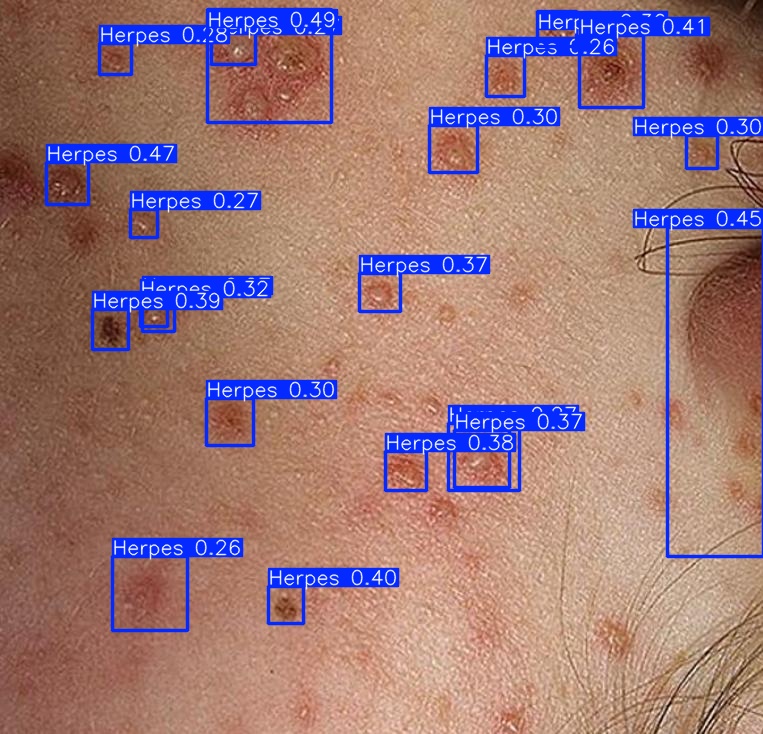 Herpes 0.49
Herpes 0.28
Herpes 0.41
Herpes 0.26
Herpes 0.30
Herpes 0.30
Herpes 0.47
Herpes 0.27
Herpes 0.45
Herpes 0.37
Herpes 0.32
Herpes 0.39
Herpes 0.30
Herpes 0.37
Herpes 0.38
Herpes 0.26
Herpes 0.40